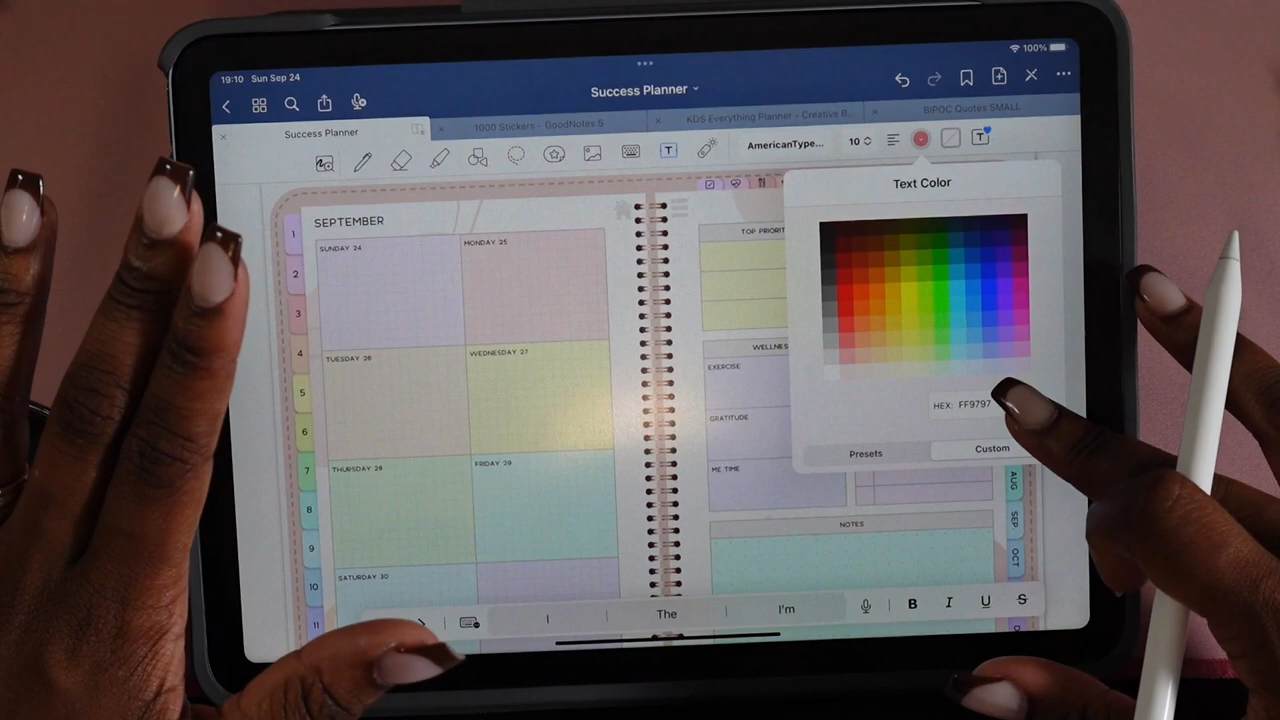 19:10 Sun Sep 24
100%
Success Planner
Success Planner
1000 Stickers - GoodNotes 5
KDS Everything Planner - Creative B...
BIPOC Quotes SMALL
T
AmericanType...
10
T
Text Color
HEX: FF9797
Presets
Custom
SEPTEMBER
SUNDAY 24
MONDAY 25
TUESDAY 26
WEDNESDAY 27
THURSDAY 28
FRIDAY 29
SATURDAY 30
1
2
3
4
5
6
7
8
9
10
11
TOP PRIORIT
WELLNES
EXERCISE
GRATITUDE
ME TIME
NOTES
AUG
SEP
OCT
D
I
The
I'm
B
I
U
S